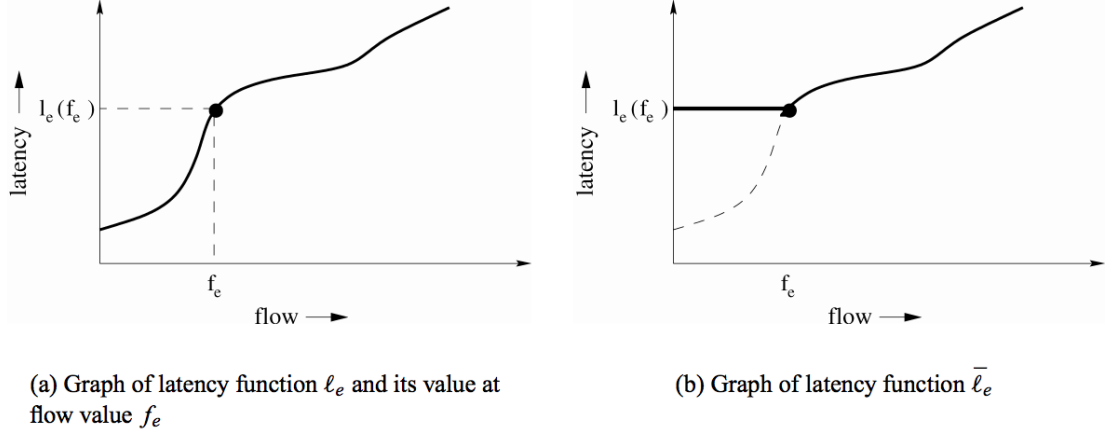 latency
l_e(f_e)
f_e
flow
(a) Graph of latency function ℓ_e and its value at
flow value f_e
latency
l_e(f_e)
f_e
flow
(b) Graph of latency function ℓ̄_e